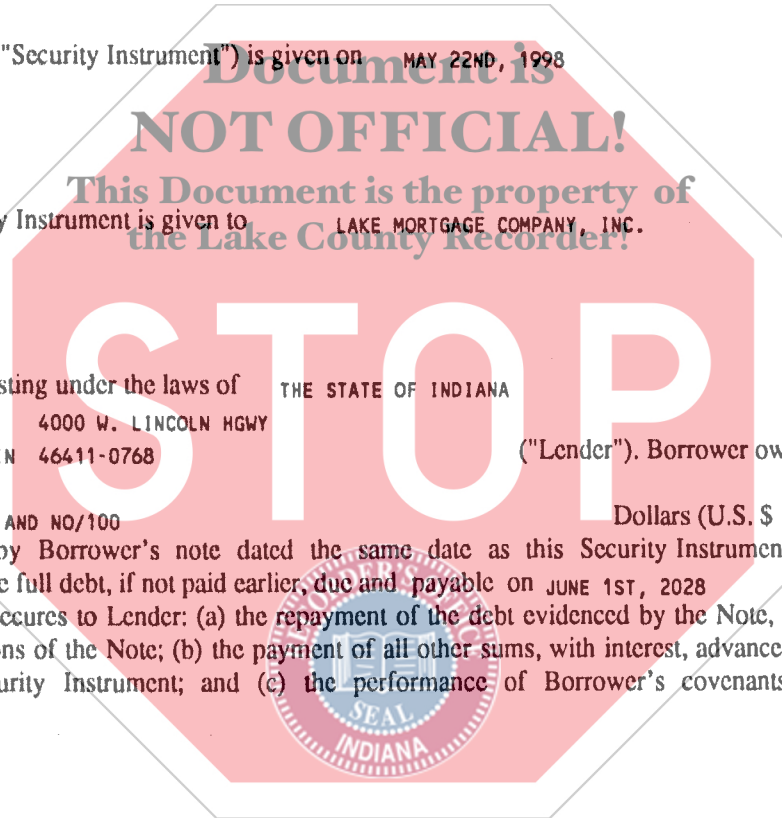 "Security Instrument") is given on MAY 22ND, 1998
Document is
NOT OFFICIAL!
This Document is the property of
y Instrument is given to LAKE MORTGAGE COMPANY, INC.
the Lake County Recorder!
STOP
sting under the laws of THE STATE OF INDIANA
4000 W. LINCOLN HGWY
N 46411-0768 ("Lender"). Borrower ow
AND NO/100 Dollars (U.S. $
by Borrower's note dated the same date as this Security Instrumen
e full debt, if not paid earlier, due and payable on JUNE 1ST, 2028
ecures to Lender: (a) the repayment of the debt evidenced by the Note,
ns of the Note; (b) the payment of all other sums, with interest, advance
urity Instrument; and (c) the performance of Borrower's covenants
SEAL
INDIANA